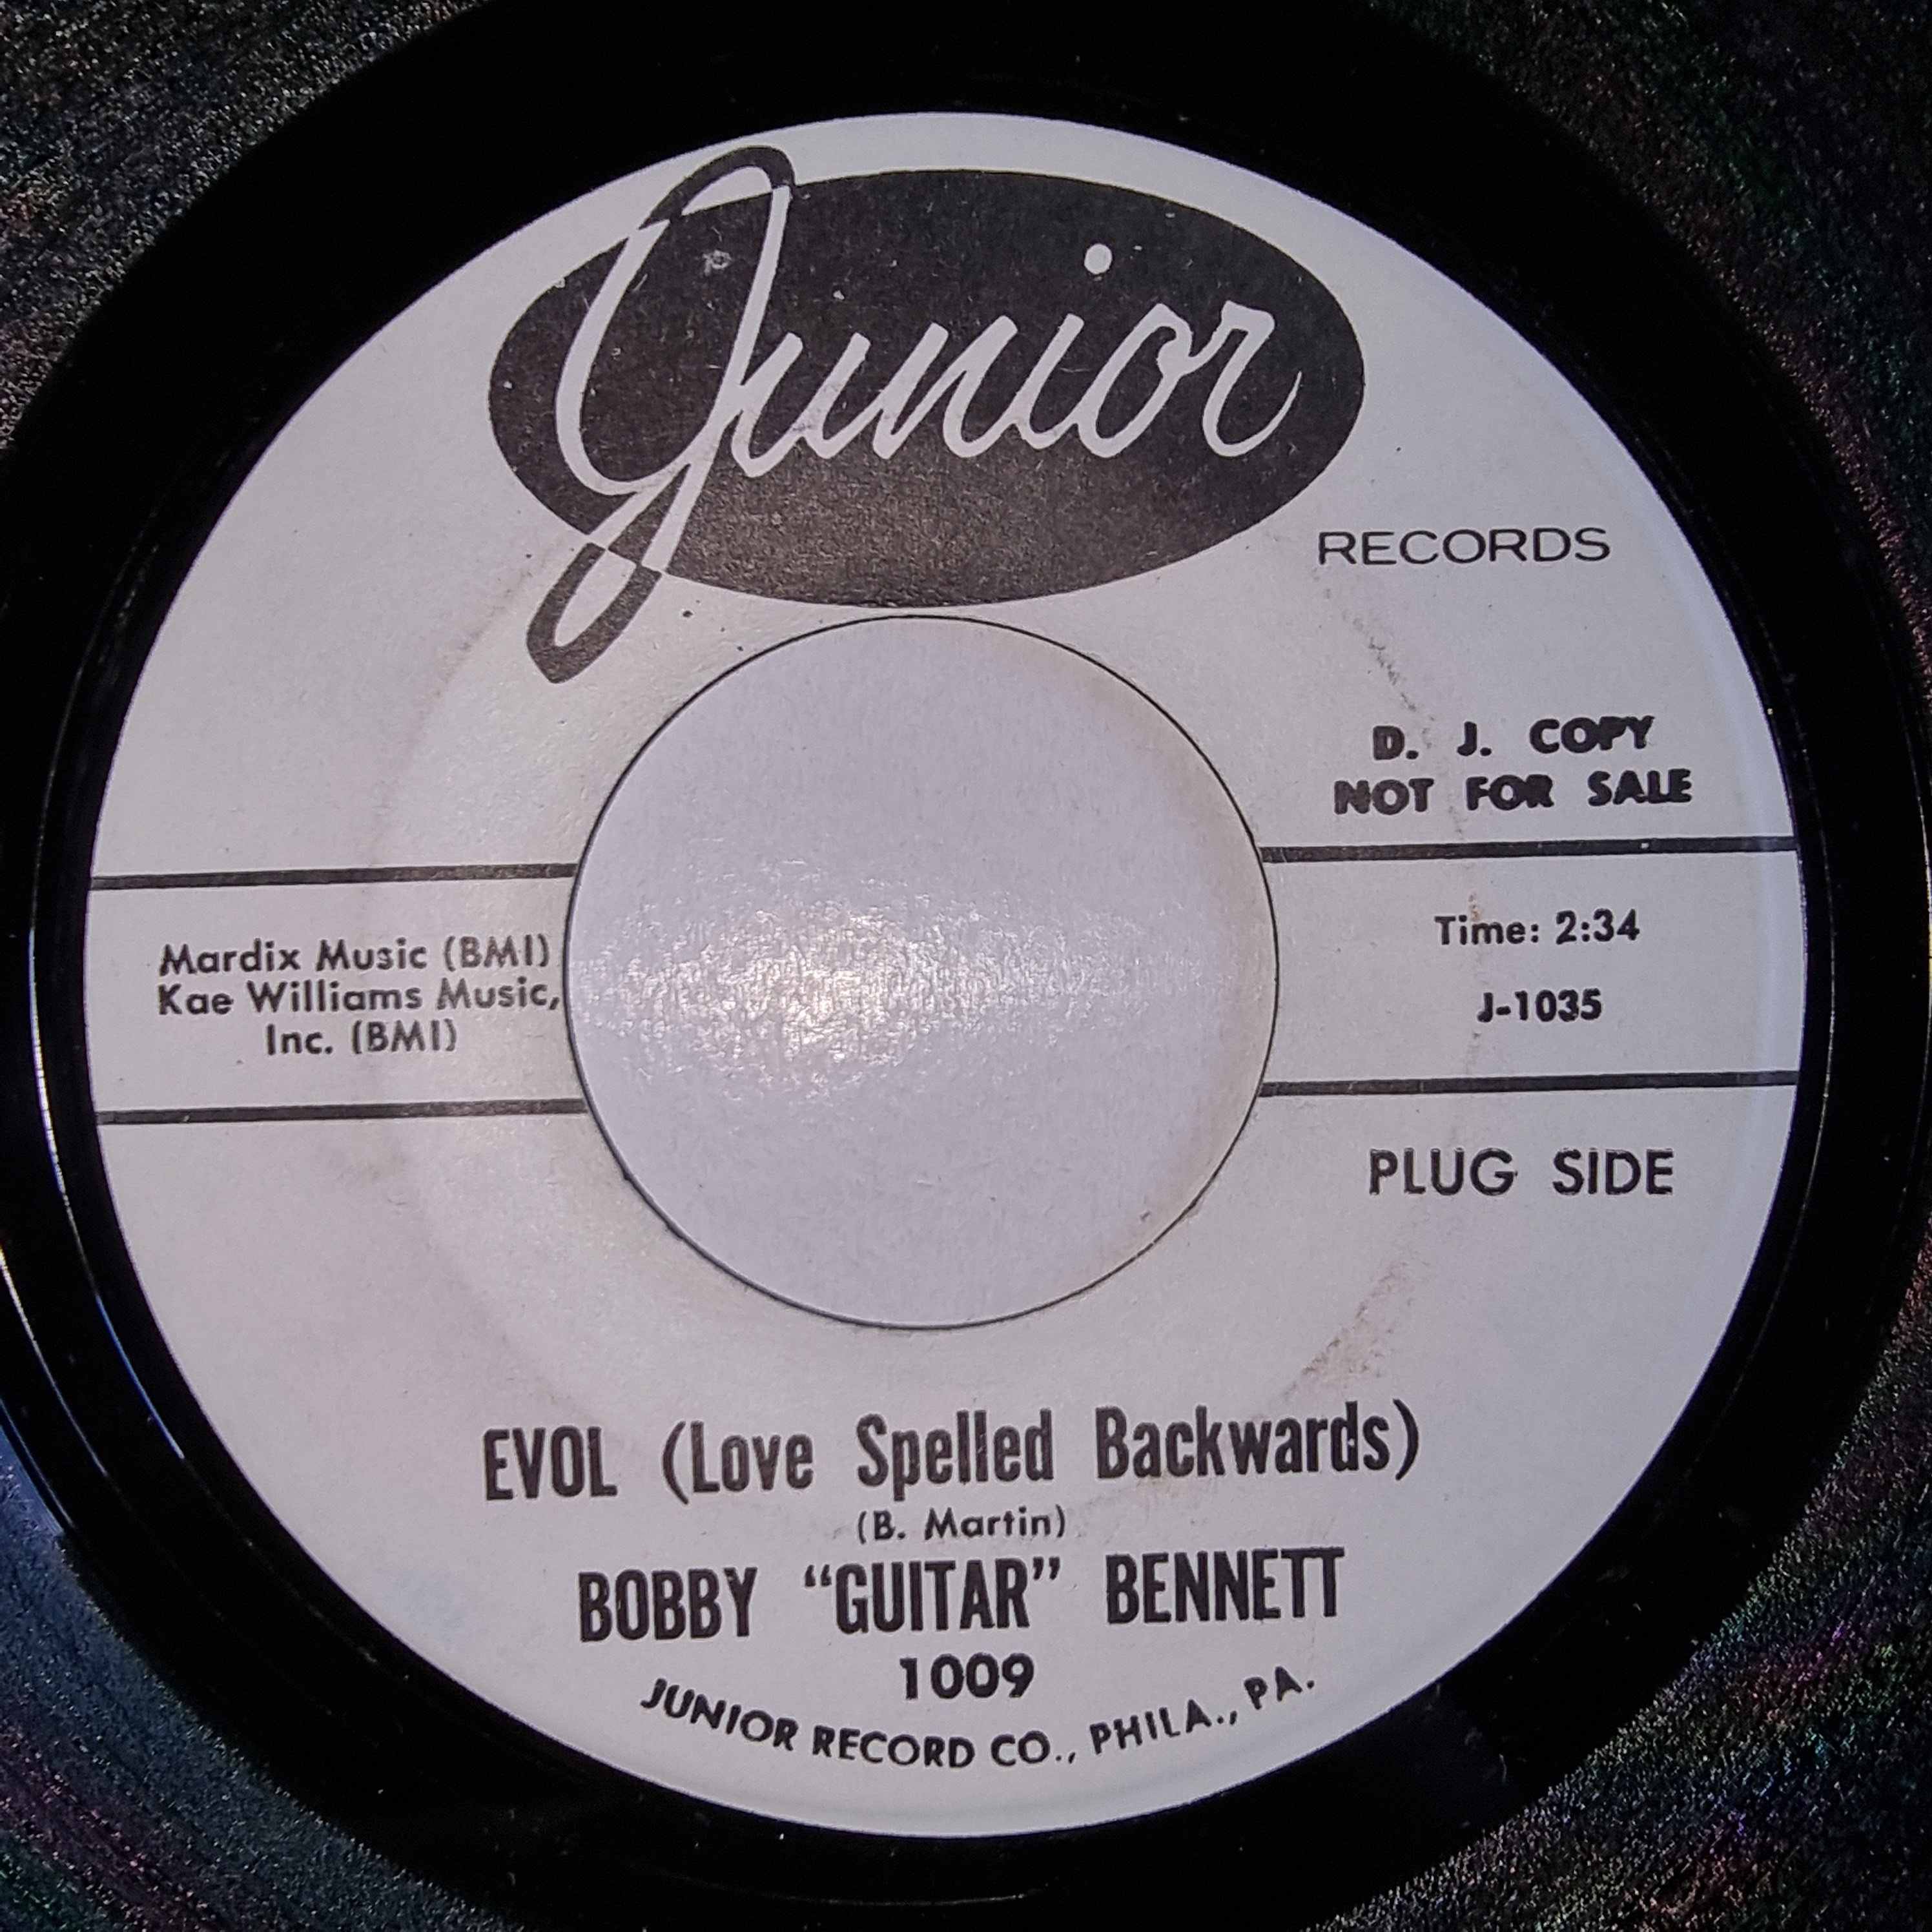 Junior
RECORDS
D. J. COPY
NOT FOR SALE
Mardix Music (BMI)
Kae Williams Music,
Inc. (BMI)
Time: 2:34
J-1035
PLUG SIDE
EVOL (Love Spelled Backwards)
(B. Martin)
BOBBY “GUITAR” BENNETT
1009
JUNIOR RECORD CO., PHILA., PA.